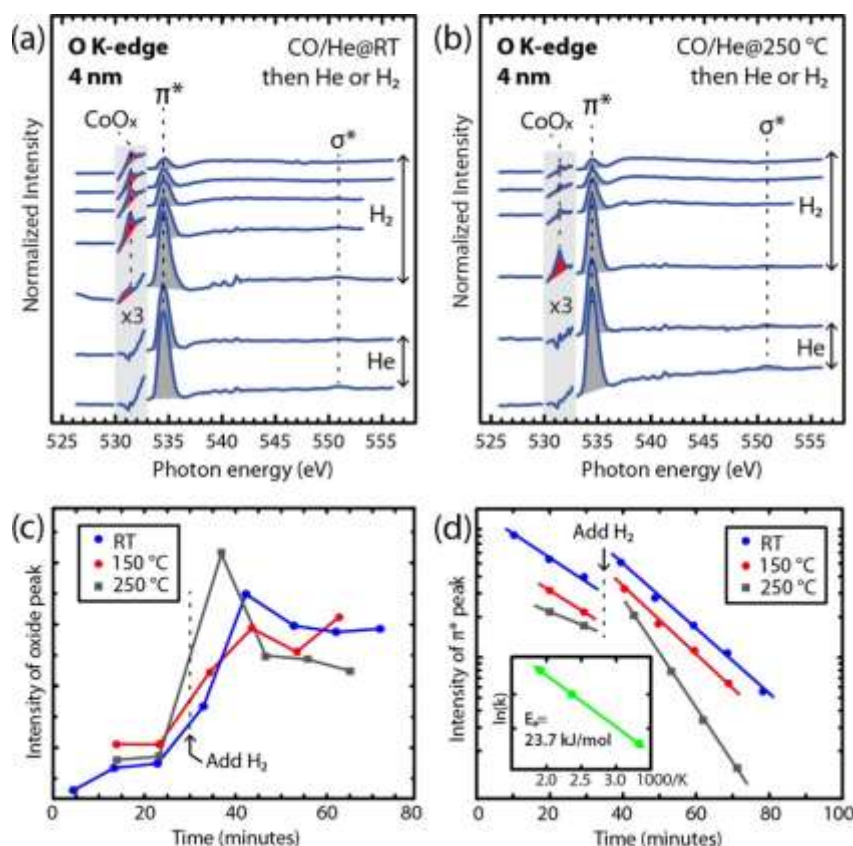 (a)
O K-edge
4 nm
CO/He@RT
then He or H₂
π*
CoOₓ
σ*
H₂
x3
He
Normalized Intensity
525 530 535 540 545 550 555
Photon energy (eV)
(b)
O K-edge
4 nm
CO/He@250 °C
then He or H₂
π*
CoOₓ
σ*
H₂
x3
He
Normalized Intensity
525 530 535 540 545 550 555
Photon energy (eV)
(c)
RT
150 °C
250 °C
Add H₂
Intensity of oxide peak
0 20 40 60 80
Time (minutes)
(d)
Add H₂
RT
150 °C
250 °C
Intensity of π* peak
ln(k)
Eₐ=
23.7 kJ/mol
2.0 2.5 3.0 1000/K
0 20 40 60 80 100
Time (minutes)